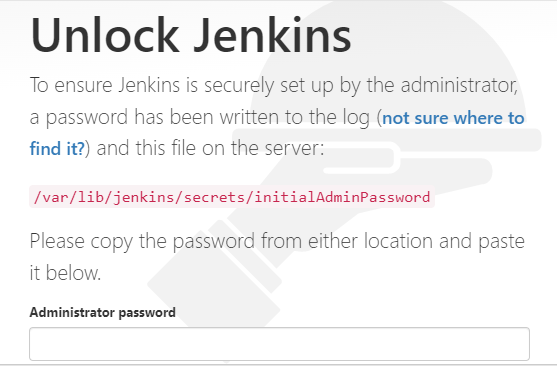 Unlock Jenkins
To ensure Jenkins is securely set up by the administrator,
a password has been written to the log (not sure where to
find it?) and this file on the server:
/var/lib/jenkins/secrets/initialAdminPassword
Please copy the password from either location and paste
it below.
Administrator password